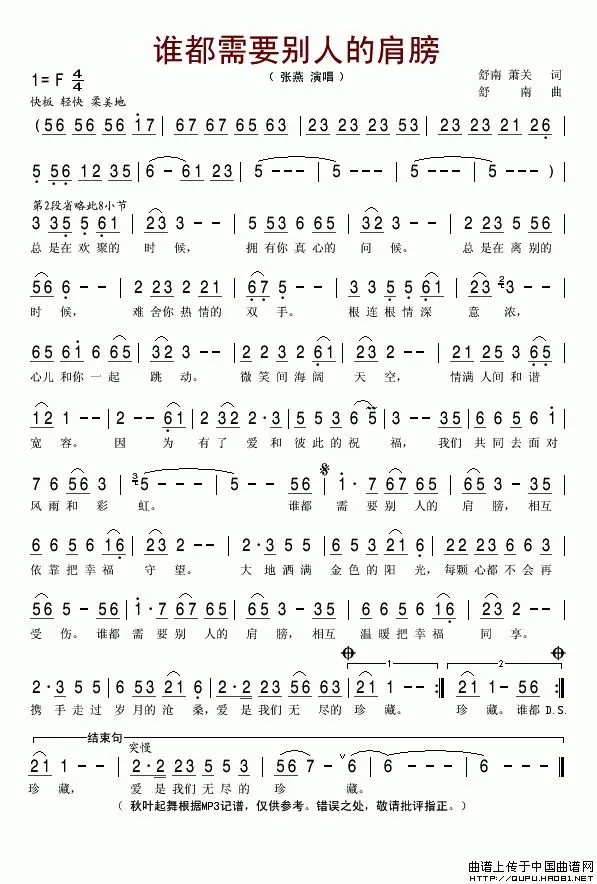 谁都需要别人的肩膀
（ 张燕 演唱 ）
1= F 4/4
舒南 萧关 词
舒 南 曲
快板 轻快 柔美地
( 56 56 56 17 | 67 67 65 63 | 23 23 23 53 | 23 23 21 26 |
5 56 12 35 | 6 - 61 23 | 5 - - - | 5 - - - | 5 - - - )|
第2段省略此8小节
3 35 5 61 | 23 3 - - | 5 53 63 65 | 32 3 - - | 2 23 5 56 |
总 是在 欢 聚的 时 候， 拥 有你 真心的 问 候。 总 是在 离 别的
56 6 - - | 2 23 2 21 | 67 5 - - | 3 3 5 5 61 | 23 3 3 - - |
时 候， 难 舍你 热 情的 双 手。 根 连 根 情 深 意 浓，
65 61 6 65 | 32 3 - - | 2 2 3 2 61 | 23 2 - - | 21 25 3 65 |
心儿 和你 一 起 跳 动。 微 笑 间 海 阔 天 空， 情满 人间 和 谐
12 1 - - | 2 - - 61 | 2 32 2·3 | 5 5 3 6 | 3 - - 35 | 6 6 5 6 1 |
宽 容。 因 为 有 了 爱 和 彼 此 的 祝 福， 我们 共 同 去 面 对
7 6 56 3 | 5 - - - | 5 - - 56 | 1·7 67 65 | 63 5 - 35 |
风 雨 和 彩 虹。 谁都 需 要 别 人的 肩 膀， 相互
6 6 5 6 16 | 23 2 - - | 2·3 5 5 | 6 5 3 21 6 | 22 23 6 6 3 |
依 靠 把 幸 福 守 望。 大 地 洒 满 金 色 的 阳 光， 每颗 心都 不 会 再
56 5 - 56 | 1·7 67 65 | 63 5 - 35 | 6 6 5 6 16 | 23 2 - - |
受 伤。 谁都 需 要 别 人的 肩 膀， 相互 温 暖 把 幸 福 同 享。
1 2
2·3 5 5 | 6 53 21 6 | 2·2 23 56 63 | 21 1 - - :| 21 1 - 56 :|
携 手 走 过 岁 月的 沧 桑， 爱 是 我们 无 尽的 珍 藏。 珍 藏。 谁都 D.S.
结束句
突慢
21 1 - - | 2·2 23 5 3 | 56 7 - 6 | 6 - - - | 6 - - - ‖
珍 藏， 爱 是 我们 无 尽 的 珍 藏。
（ 秋叶起舞根据MP3记谱，仅供参考。错误之处，敬请批评指正。）
曲谱上传于中国曲谱网
HTTP://QUPU.HAO81.NET